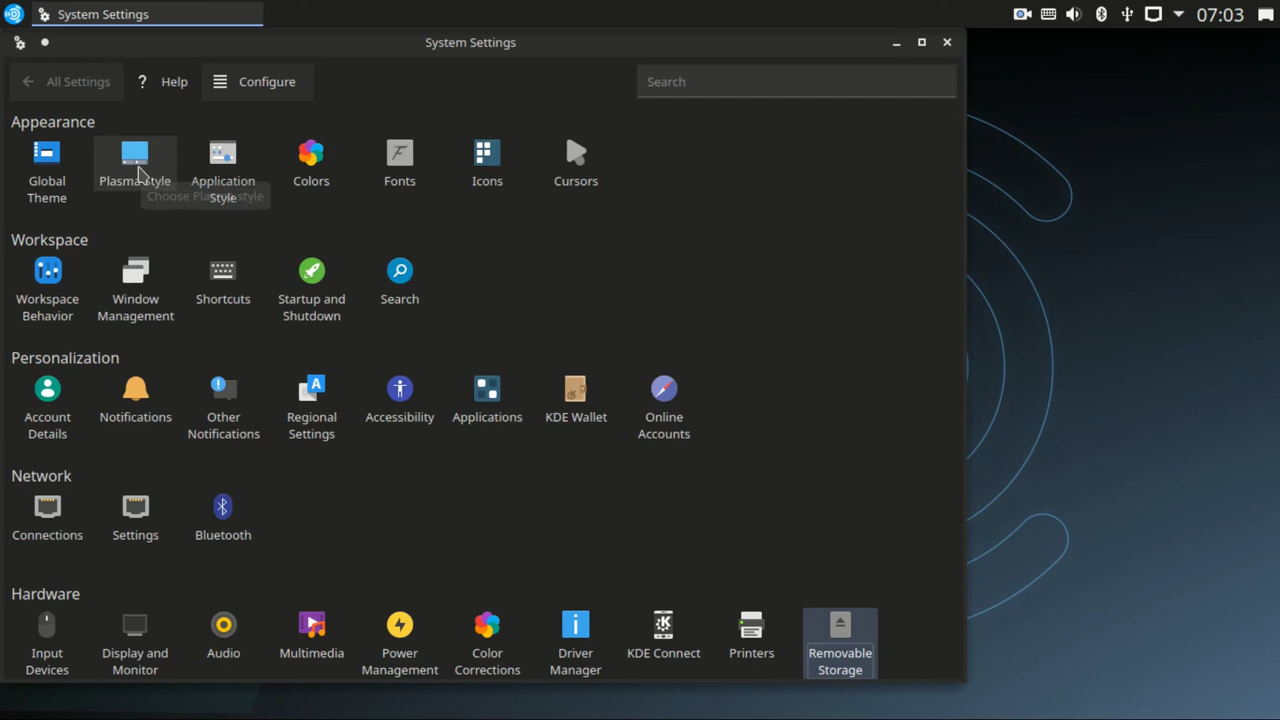 System Settings
07:03
System Settings
All Settings
? Help
Configure
Search
Appearance
Global Theme
Plasma Style
Application Style
Colors
Fonts
Icons
Cursors
Choose Plasma style
Workspace
Workspace Behavior
Window Management
Shortcuts
Startup and Shutdown
Search
Personalization
Account Details
Notifications
Other Notifications
Regional Settings
Accessibility
Applications
KDE Wallet
Online Accounts
Network
Connections
Settings
Bluetooth
Hardware
Input Devices
Display and Monitor
Audio
Multimedia
Power Management
Color Corrections
Driver Manager
KDE Connect
Printers
Removable Storage